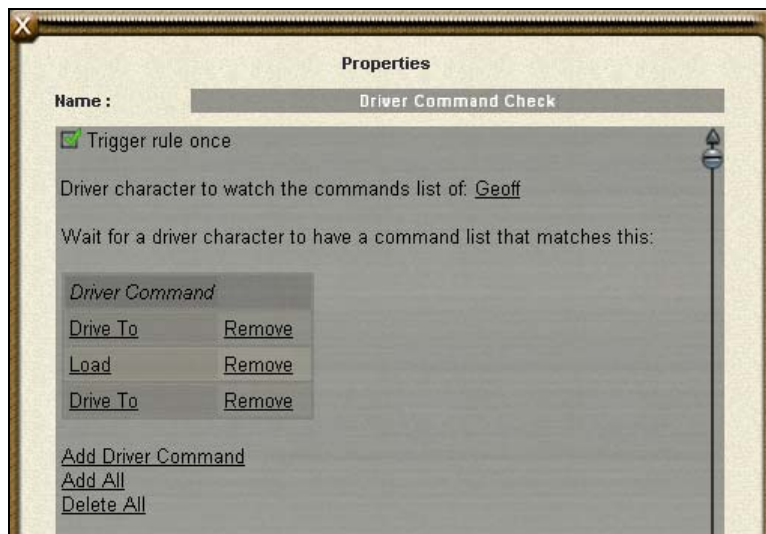 X
Properties
Name :
Driver Command Check
Trigger rule once
Driver character to watch the commands list of: Geoff
Wait for a driver character to have a command list that matches this:
Driver Command
Drive To Remove
Load Remove
Drive To Remove
Add Driver Command
Add All
Delete All